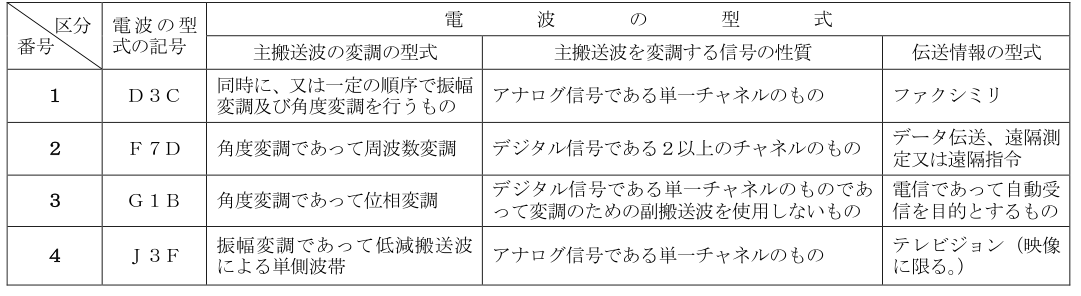 区分
番号
電波の型
式の記号
電波の型式
主搬送波の変調の型式
主搬送波を変調する信号の性質
伝送情報の型式
1
D3C
同時に、又は一定の順序で振幅
変調及び角度変調を行うもの
アナログ信号である単一チャネルのもの
ファクシミリ
2
F7D
角度変調であって周波数変調
デジタル信号である2以上のチャネルのもの
データ伝送、遠隔測
定又は遠隔指令
3
G1B
角度変調であって位相変調
デジタル信号である単一チャネルのものであ
って変調のための副搬送波を使用しないもの
電信であって自動受
信を目的とするもの
4
J3F
振幅変調であって低減搬送波
による単側波帯
アナログ信号である単一チャネルのもの
テレビジョン(映像
に限る。)